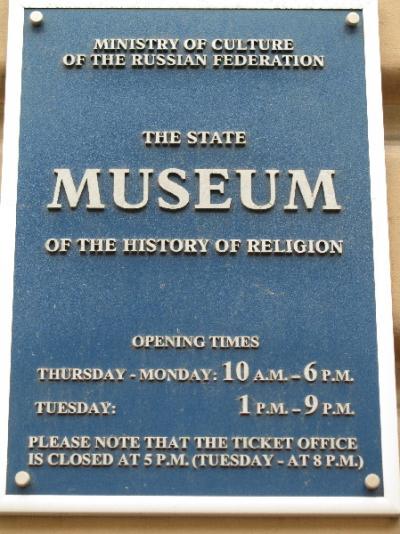 MINISTRY OF CULTURE
OF THE RUSSIAN FEDERATION
THE STATE
MUSEUM
OF THE HISTORY OF RELIGION
OPENING TIMES
THURSDAY - MONDAY: 10 A.M. - 6 P.M.
TUESDAY: 1 P.M. - 9 P.M.
PLEASE NOTE THAT THE TICKET OFFICE
IS CLOSED AT 5 P.M. (TUESDAY - AT 8 P.M.)